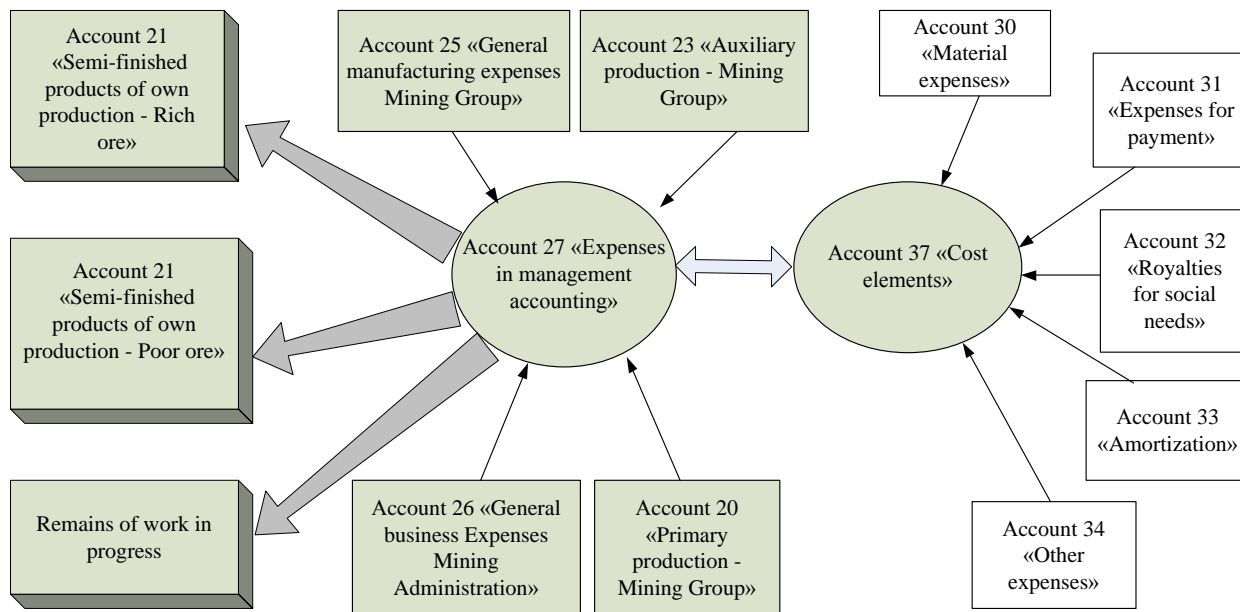 Account 21
«Semi-finished
products of own
production - Rich
ore»
Account 25 «General
manufacturing expenses
Mining Group»
Account 23 «Auxiliary
production - Mining
Group»
Account 30
«Material
expenses»
Account 31
«Expenses for
payment»
Account 21
«Semi-finished
products of own
production - Poor ore»
Account 27 «Expenses
in management
accounting»
Account 37 «Cost
elements»
Account 32
«Royalties
for social
needs»
Account 33
«Amortization»
Remains of work in
progress
Account 26 «General
business Expenses
Mining
Administration»
Account 20
«Primary
production -
Mining Group»
Account 34
«Other
expenses»